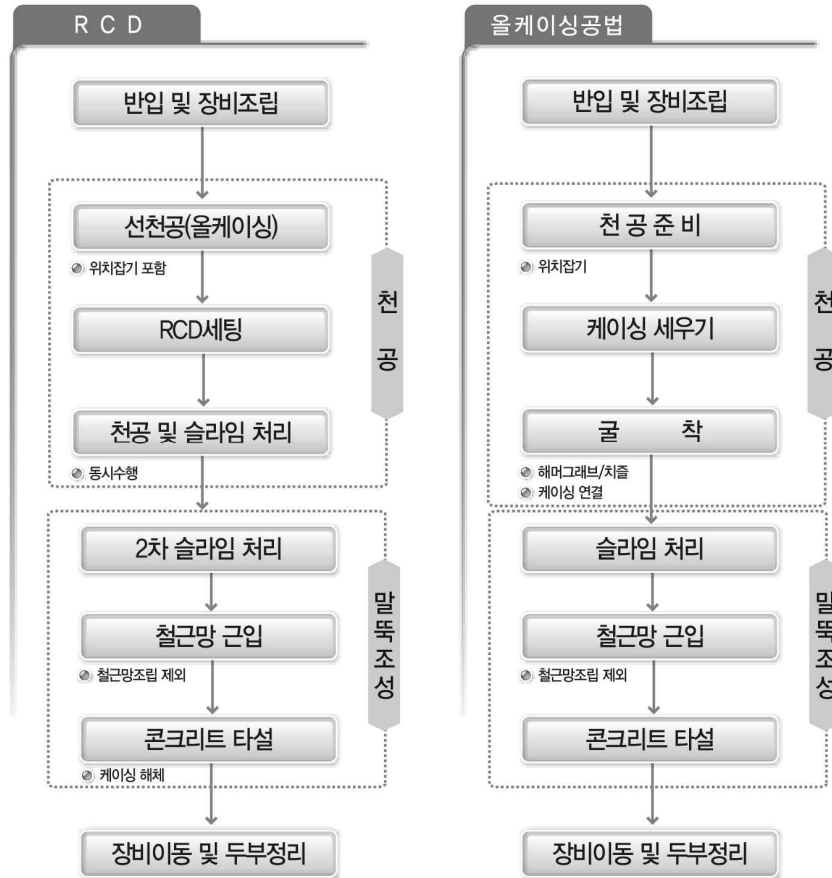 R C D
반입 및 장비조립
선천공(올케이싱)
위치잡기 포함
RCD세팅
천공 및 슬라임 처리
동시수행
천공
2차 슬라임 처리
철근망 근입
철근망조립 제외
콘크리트 타설
케이싱 해체
말뚝조성
장비이동 및 두부정리
올케이싱공법
반입 및 장비조립
천 공 준 비
위치잡기
케이싱 세우기
굴 착
해머그래브/치즐
케이싱 연결
천공
슬라임 처리
철근망 근입
철근망조립 제외
콘크리트 타설
말뚝조성
장비이동 및 두부정리